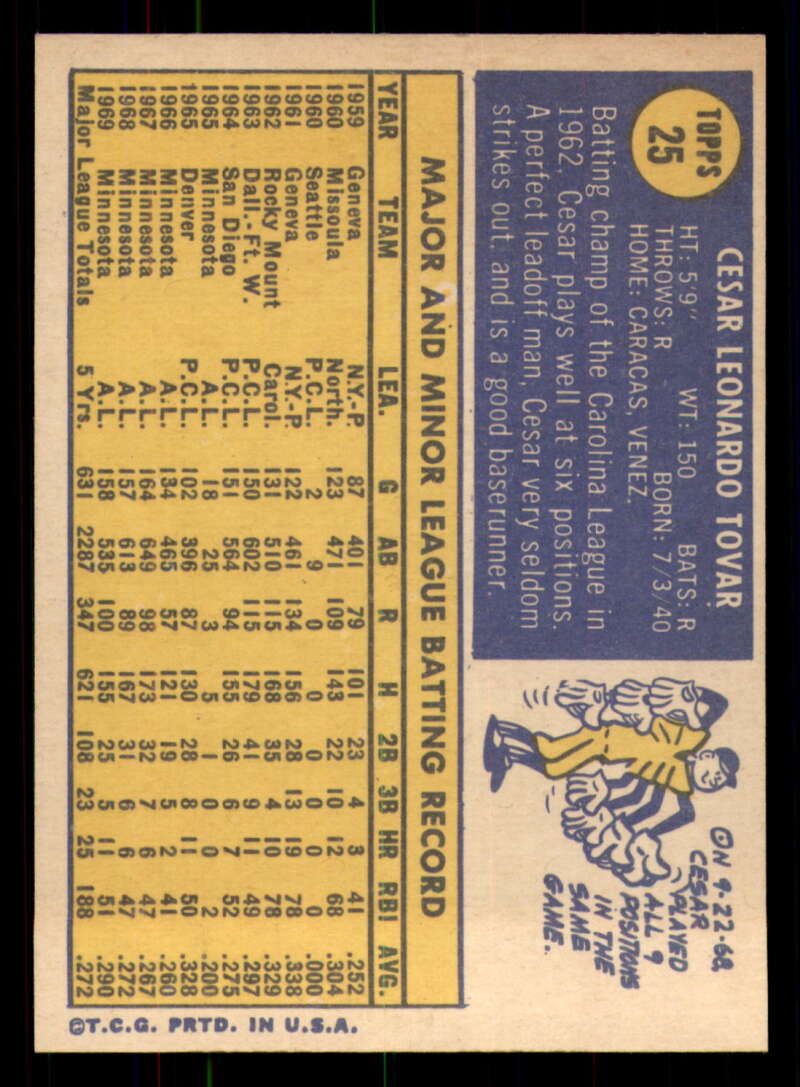 TOPPS
25
CESAR LEONARDO TOVAR
HT: 5'9" WT: 150 BATS: R
THROWS: R BORN: 7/3/40
HOME: CARACAS, VENEZ.
Batting champ of the Carolina League in
1962, Cesar plays well at six positions.
A perfect leadoff man, Cesar very seldom
strikes out, and is a good baserunner.
ON 9-22-68,
CESAR
PLAYED
ALL 9
POSITIONS
IN THE
SAME
GAME.
MAJOR AND MINOR LEAGUE BATTING RECORD
YEAR TEAM LEA. G AB R H 2B 3B HR RBI AVG.
1959 Geneva N.Y.-P. 87 401 79 101 23 4 3 41 .252
1960 Missoula North. 123 471 109 143 22 10 12 68 .304
1960 Seattle P.C.L. 2 9 0 0 0 0 0 0 .000
1961 Geneva N.Y.-P. 122 461 134 156 28 13 19 78 .338
1962 Rocky Mount Carol. 131 510 115 168 35 4 10 78 .329
1963 Dall.-Ft. W. P.C.L. 150 602 115 179 41 9 11 49 .297
1964 San Diego P.C.L. 151 564 94 155 26 6 7 52 .275
1965 Minnesota A.L. 18 25 3 5 1 0 0 2 .200
1965 Denver P.C.L. 102 396 87 130 28 8 11 50 .328
1966 Minnesota A.L. 134 465 57 121 19 5 2 41 .260
1967 Minnesota A.L. 164 649 98 173 32 7 6 47 .267
1968 Minnesota A.L. 157 613 89 167 31 6 6 47 .272
1969 Minnesota A.L. 158 535 100 155 25 5 11 51 .290
Major League Totals 5 Yrs. 631 2287 347 621 108 23 25 188 .272
©T.C.G. PRTD. IN U.S.A.